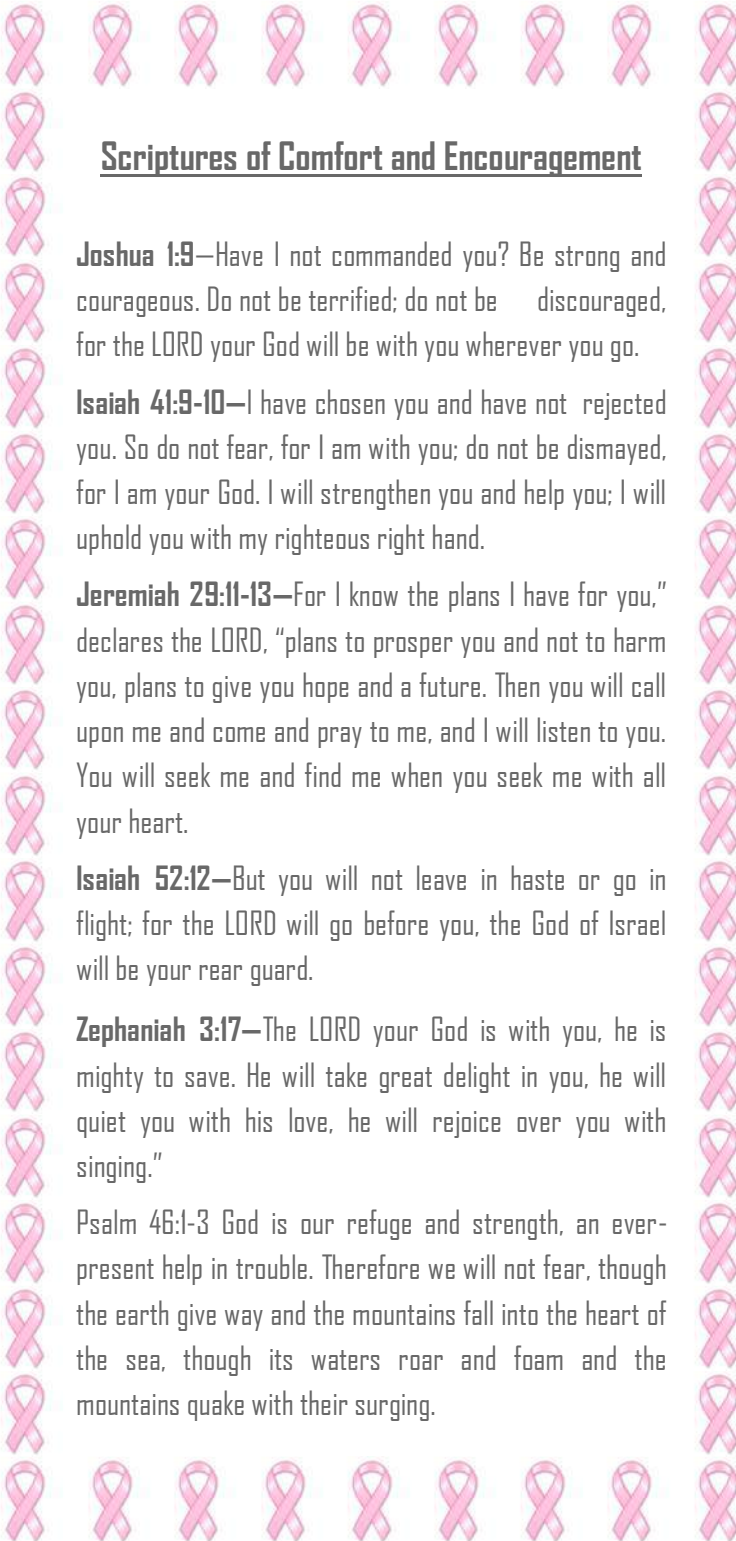 Scriptures of Comfort and Encouragement
Joshua 1:9—Have I not commanded you? Be strong and
courageous. Do not be terrified; do not be discouraged,
for the LORD your God will be with you wherever you go.
Isaiah 41:9-10—I have chosen you and have not rejected
you. So do not fear, for I am with you; do not be dismayed,
for I am your God. I will strengthen you and help you; I will
uphold you with my righteous right hand.
Jeremiah 29:11-13—For I know the plans I have for you,”
declares the LORD, “plans to prosper you and not to harm
you, plans to give you hope and a future. Then you will call
upon me and come and pray to me, and I will listen to you.
You will seek me and find me when you seek me with all
your heart.
Isaiah 52:12—But you will not leave in haste or go in
flight; for the LORD will go before you, the God of Israel
will be your rear guard.
Zephaniah 3:17—The LORD your God is with you, he is
mighty to save. He will take great delight in you, he will
quiet you with his love, he will rejoice over you with
singing.”
Psalm 46:1-3 God is our refuge and strength, an ever-
present help in trouble. Therefore we will not fear, though
the earth give way and the mountains fall into the heart of
the sea, though its waters roar and foam and the
mountains quake with their surging.